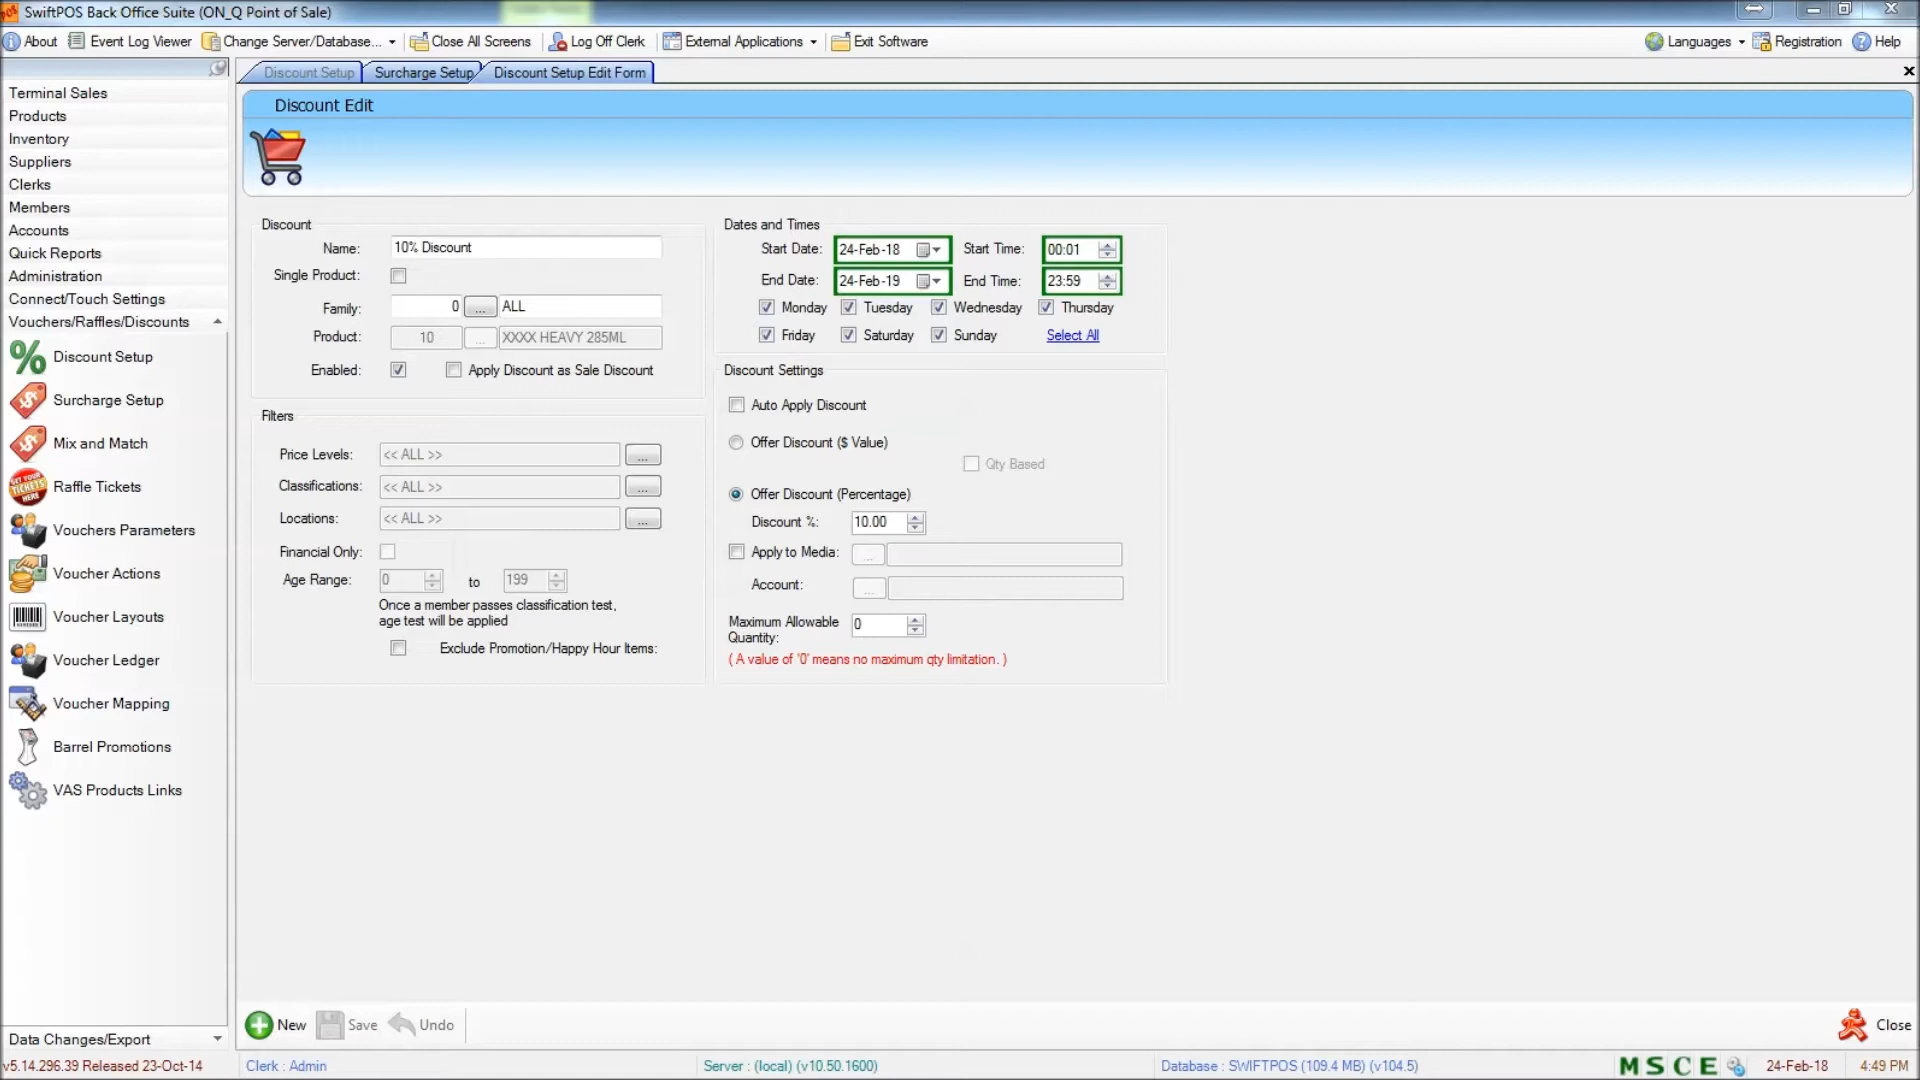 SwiftPOS Back Office Suite (ON_Q Point of Sale)
About Event Log Viewer Change Server/Database... Close All Screens Log Off Clerk External Applications Exit Software Languages Registration Help
Discount Setup Surcharge Setup Discount Setup Edit Form
Discount Edit
Terminal Sales
Products
Inventory
Suppliers
Clerks
Members
Accounts
Quick Reports
Administration
Connect/Touch Settings
Vouchers/Raffles/Discounts
Discount Setup
Surcharge Setup
Mix and Match
Raffle Tickets
Vouchers Parameters
Voucher Actions
Voucher Layouts
Voucher Ledger
Voucher Mapping
Barrel Promotions
VAS Products Links
Data Changes/Export
Discount
Name: 10% Discount
Single Product:
Family: 0 ... ALL
Product: 10 ... XXXX HEAVY 285ML
Enabled: Apply Discount as Sale Discount
Filters
Price Levels: << ALL >> ...
Classifications: << ALL >> ...
Locations: << ALL >> ...
Financial Only:
Age Range: 0 to 199
Once a member passes classification test,
age test will be applied
Exclude Promotion/Happy Hour Items:
Dates and Times
Start Date: 24-Feb-18 Start Time: 00:01
End Date: 24-Feb-19 End Time: 23:59
Monday Tuesday Wednesday Thursday
Friday Saturday Sunday Select All
Discount Settings
Auto Apply Discount
Offer Discount ($ Value)
Qty Based
Offer Discount (Percentage)
Discount %: 10.00
Apply to Media: ...
Account: ...
Maximum Allowable
Quantity: 0
( A value of '0' means no maximum qty limitation. )
New Save Undo Close
v5.14.296.39 Released 23-Oct-14 Clerk : Admin Server : (local) (v10.50.1600) Database : SWIFTPOS (109.4 MB) (v104.5) M S C E 24-Feb-18 4:49 PM